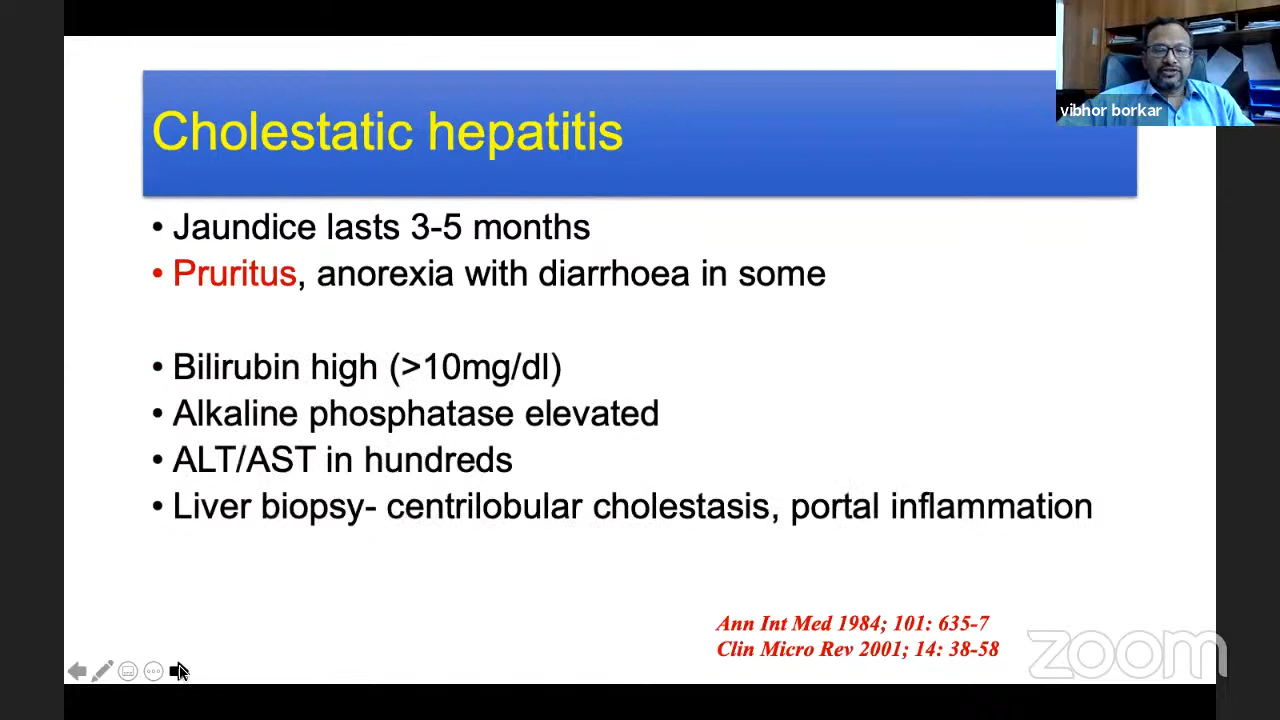 vibhor borkar
Cholestatic hepatitis
• Jaundice lasts 3-5 months
• Pruritus, anorexia with diarrhoea in some
• Bilirubin high (>10mg/dl)
• Alkaline phosphatase elevated
• ALT/AST in hundreds
• Liver biopsy- centrilobular cholestasis, portal inflammation
Ann Int Med 1984; 101: 635-7
Clin Micro Rev 2001; 14: 38-58
zoom